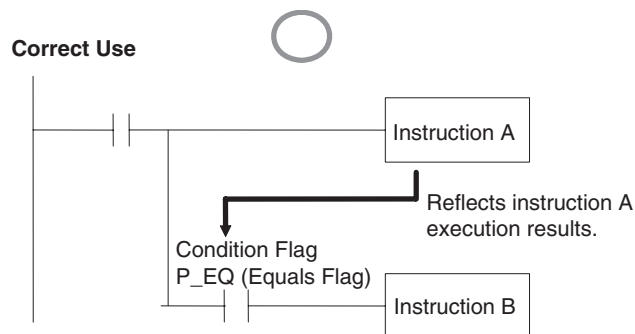 Correct Use
Instruction A
Reflects instruction A
execution results.
Condition Flag
P_EQ (Equals Flag)
Instruction B